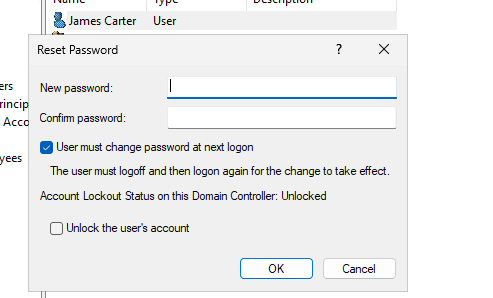 Name Type Description
James Carter User
Reset Password
New password:
ers
Confirm password:
User must change password at next logon
yees
The user must logoff and then logon again for the change to take effect.
Account Lockout Status on this Domain Controller: Unlocked
Unlock the user's account
OK Cancel